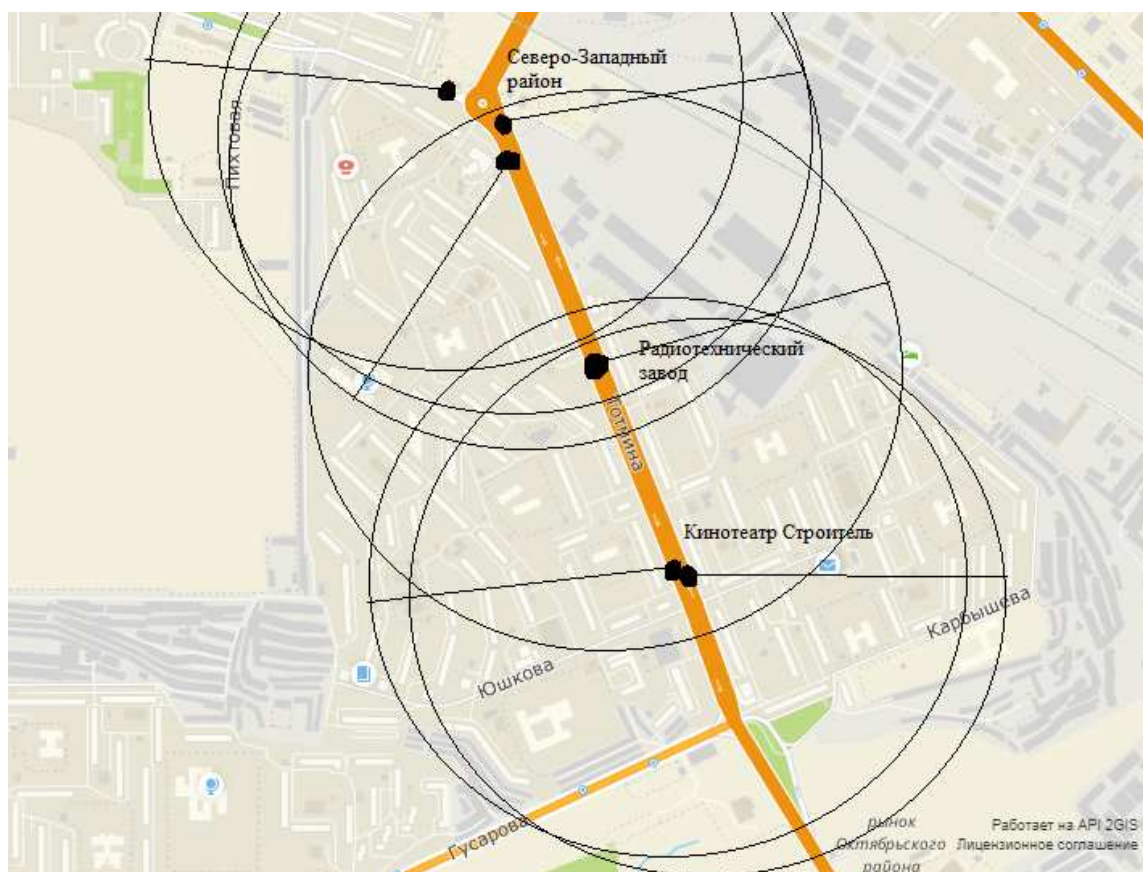 Северо-Западный
район
Пихтовая
Радиотехнический
завод
Тотмина
Кинотеатр Строитель
Карбышева
Юшкова
Гусарова
рынок
Октябрьского
района
Работает на API 2GIS
Лицензионное соглашение